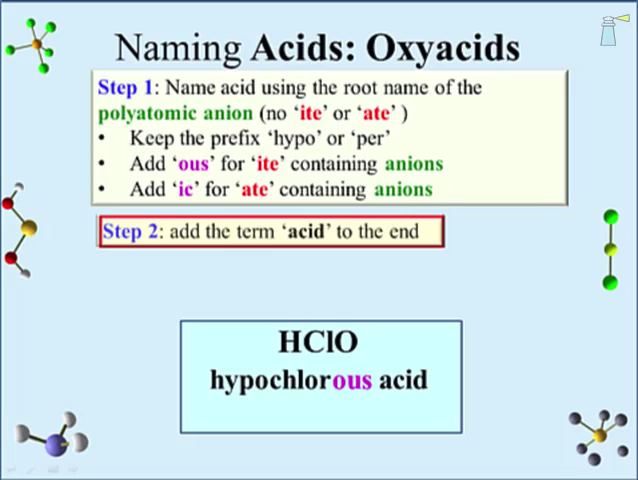 Naming Acids: Oxyacids
Step 1: Name acid using the root name of the
polyatomic anion (no ‘ite’ or ‘ate’ )
• Keep the prefix ‘hypo’ or ‘per’
• Add ‘ous’ for ‘ite’ containing anions
• Add ‘ic’ for ‘ate’ containing anions
Step 2: add the term ‘acid’ to the end
HClO
hypochlorous acid